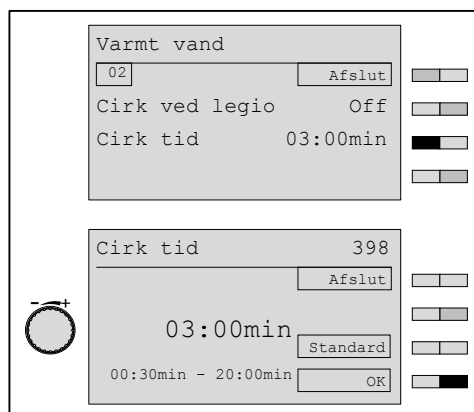 Varmt vand
02 Afslut
Cirk ved legio Off
Cirk tid 03:00min
Cirk tid 398
Afslut
- +
03:00min
Standard
00:30min - 20:00min OK